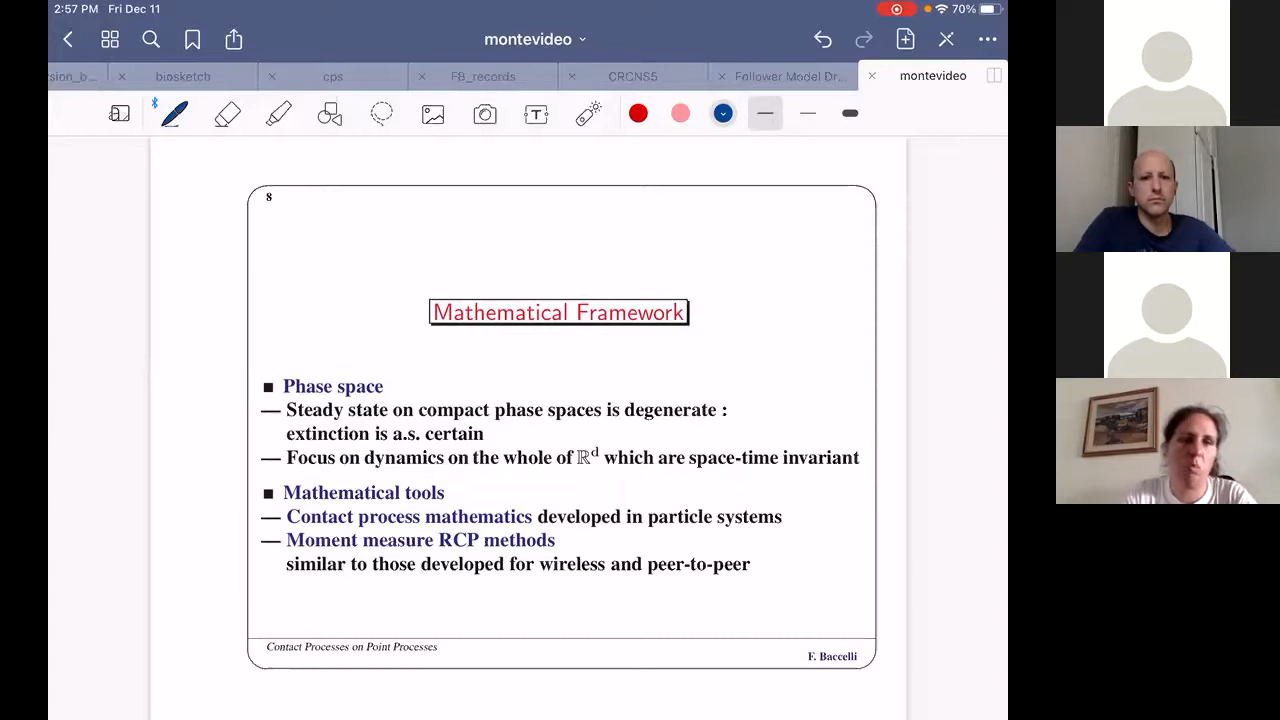 2:57 PM Fri Dec 11
70%
montevideo
biosketch
cps
FB_records
CRCNS5
Follower Model Dr...
montevideo
T
8
Mathematical Framework
■ Phase space
— Steady state on compact phase spaces is degenerate :
extinction is a.s. certain
— Focus on dynamics on the whole of ℝᵈ which are space-time invariant
■ Mathematical tools
— Contact process mathematics developed in particle systems
— Moment measure RCP methods
similar to those developed for wireless and peer-to-peer
Contact Processes on Point Processes
F. Baccelli